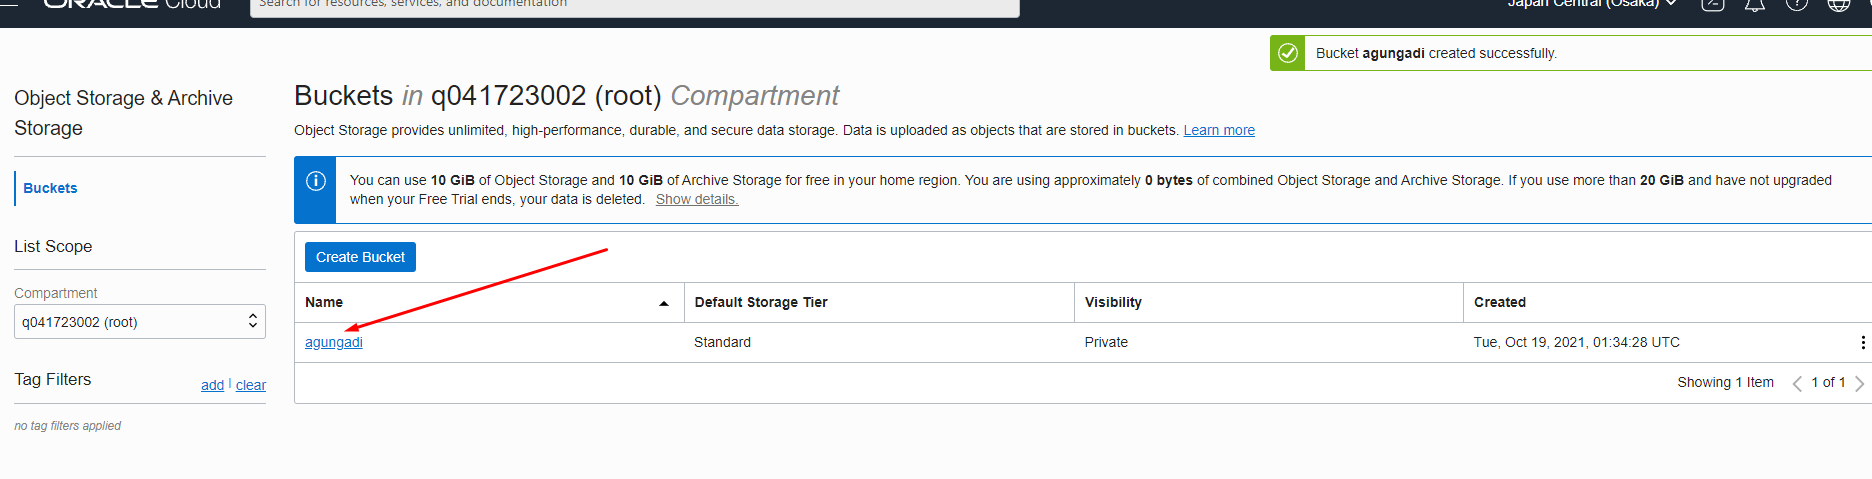 ORACLE Cloud
Search for resources, services, and documentation
Japan Central (Osaka)
Bucket agungadi created successfully.
Object Storage & Archive
Storage
Buckets
List Scope
Compartment
q041723002 (root)
Tag Filters
add | clear
no tag filters applied
Buckets in q041723002 (root) Compartment
Object Storage provides unlimited, high-performance, durable, and secure data storage. Data is uploaded as objects that are stored in buckets. Learn more
You can use 10 GiB of Object Storage and 10 GiB of Archive Storage for free in your home region. You are using approximately 0 bytes of combined Object Storage and Archive Storage. If you use more than 20 GiB and have not upgraded
when your Free Trial ends, your data is deleted. Show details.
Create Bucket
Name Default Storage Tier Visibility Created
agungadi Standard Private Tue, Oct 19, 2021, 01:34:28 UTC
Showing 1 Item < 1 of 1 >